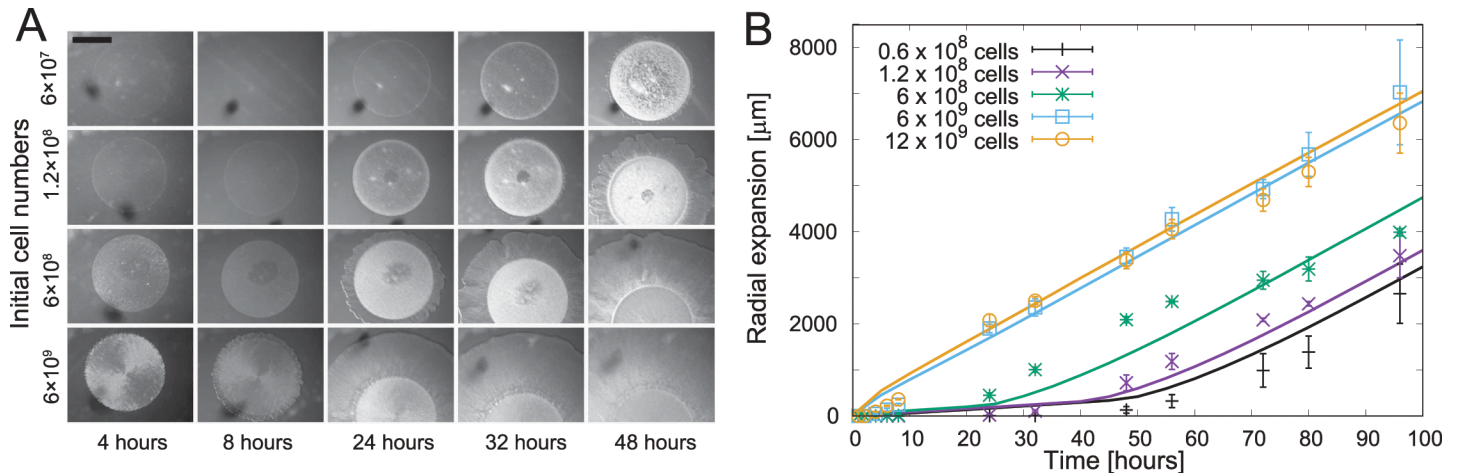 A
Initial cell numbers
6×10⁷
1.2×10⁸
6×10⁸
6×10⁹
4 hours
8 hours
24 hours
32 hours
48 hours
B
0.6 x 10⁸ cells
1.2 x 10⁸ cells
6 x 10⁸ cells
6 x 10⁹ cells
12 x 10⁹ cells
Radial expansion [μm]
8000
6000
4000
2000
0
0 10 20 30 40 50 60 70 80 90 100
Time [hours]